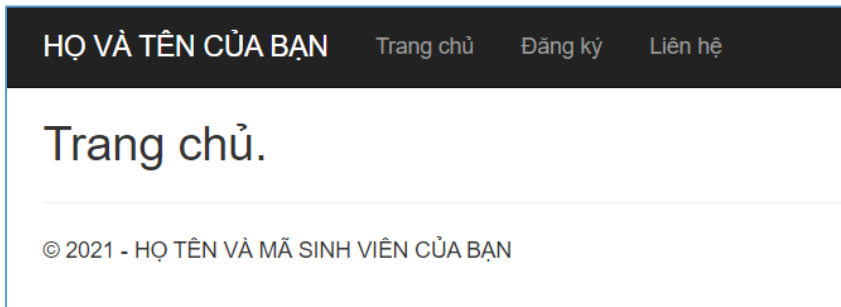 HỌ VÀ TÊN CỦA BẠN Trang chủ Đăng ký Liên hệ
Trang chủ.
© 2021 - HỌ TÊN VÀ MÃ SINH VIÊN CỦA BẠN